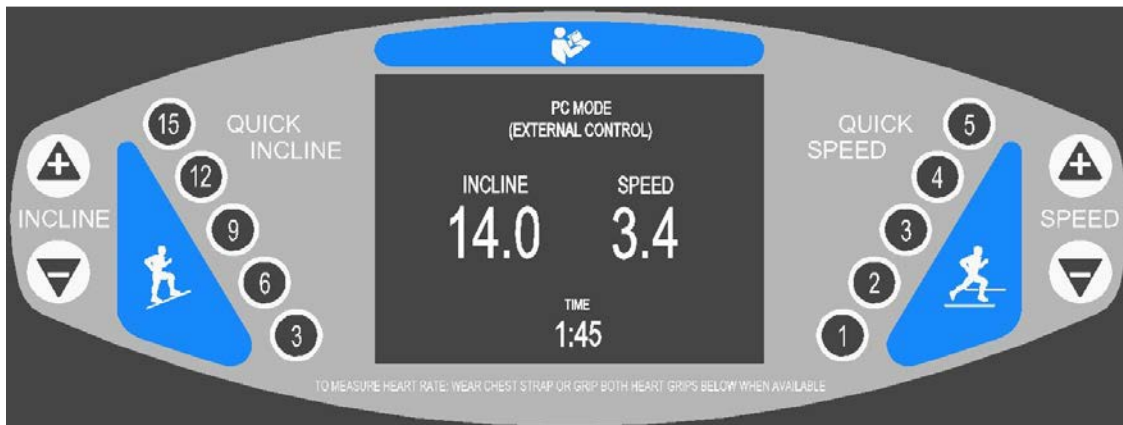 PC MODE
(EXTERNAL CONTROL)
15
QUICK
INCLINE
12
9
6
3
+
INCLINE
-
INCLINE
14.0
SPEED
3.4
TIME
1:45
QUICK
SPEED
5
4
3
2
1
+
SPEED
-
TO MEASURE HEART RATE: WEAR CHEST STRAP OR GRIP BOTH HEART GRIPS BELOW WHEN AVAILABLE